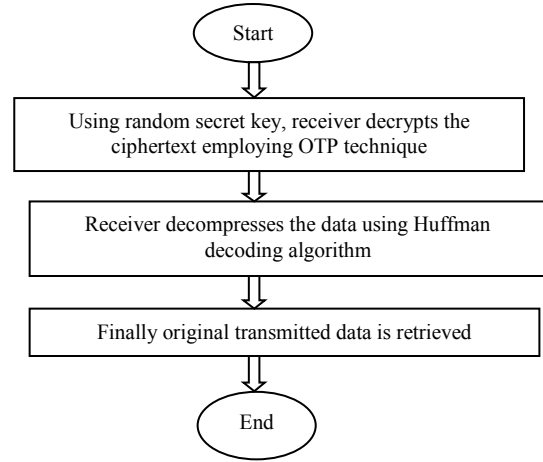 Start
Using random secret key, receiver decrypts the
ciphertext employing OTP technique
Receiver decompresses the data using Huffman
decoding algorithm
Finally original transmitted data is retrieved
End